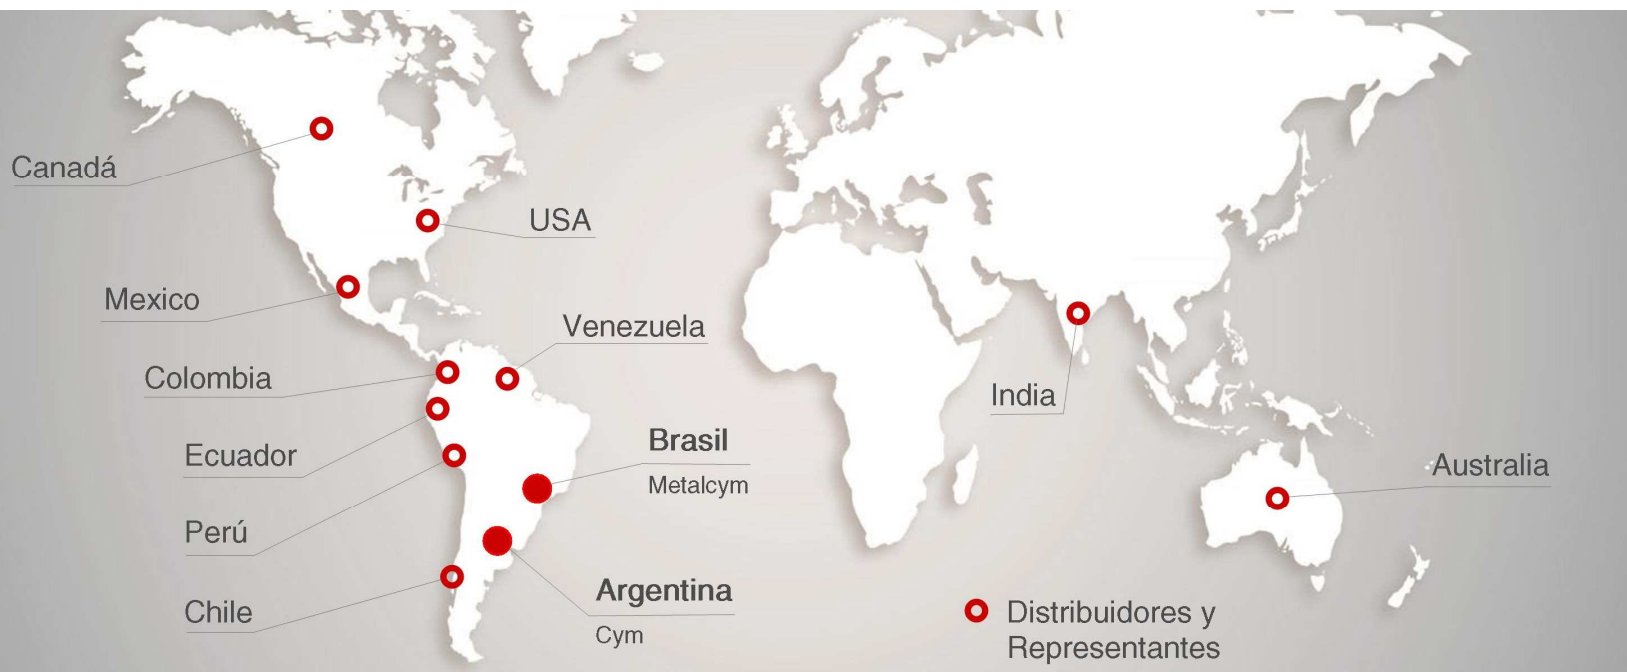 Canadá
USA
Mexico
Venezuela
Colombia
India
Ecuador
Brasil
Metalcym
Australia
Perú
Argentina
Cym
Chile
Distribuidores y
Representantes